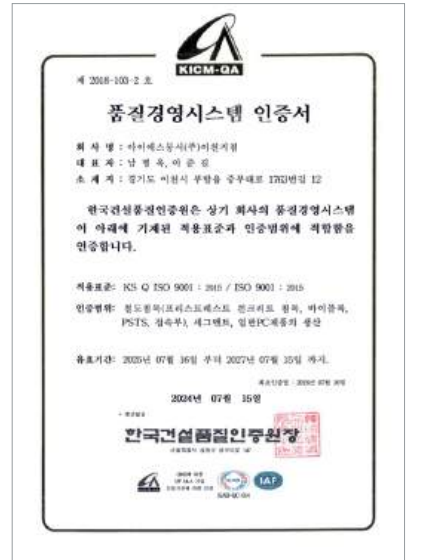 KICM-QA
제 2018-103-2 호
품질경영시스템 인증서
회 사 명 : 아이에스동서(주)이천지점
대 표 자 : 남 병 옥, 이 준 길
소 재 지 : 경기도 이천시 부발읍 중부대로 1763번길 12
한국건설품질인증원은 상기 회사의 품질경영시스템
이 아래에 기재된 적용표준과 인증범위에 적합함을
인증합니다.
적용표준: KS Q ISO 9001 : 2015 / ISO 9001 : 2015
인증범위: 철도침목(프리스트레스트 콘크리트 침목, 바이블록,
PSTS, 접속부), 세그멘트, 일반PC제품의 생산
유효기간: 07월 16일 부터 2027년 07월 15일 까지.
2024년 07월 15일
한국건설품질인증원장
IAF